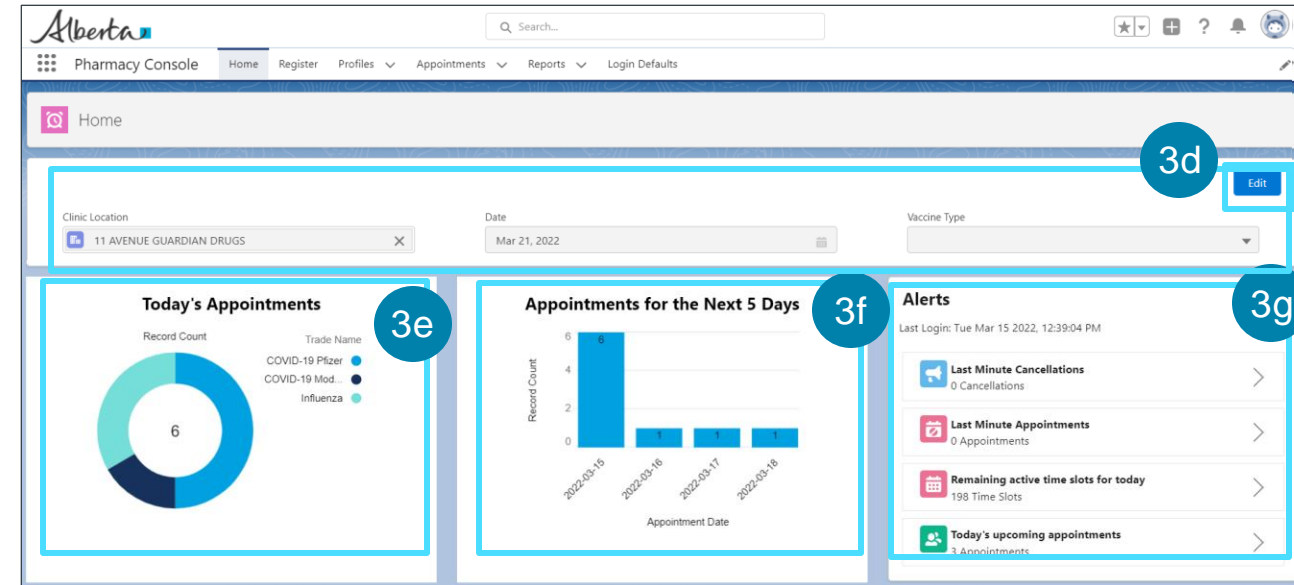 Alberta
Search...
Pharmacy Console Home Register Profiles Appointments Reports Login Defaults
Home
3d
Edit
Clinic Location
11 AVENUE GUARDIAN DRUGS
Date
Mar 21, 2022
Vaccine Type
Today's Appointments
3e
Record Count
Trade Name
COVID-19 Pfizer
COVID-19 Mod...
Influenza
6
Appointments for the Next 5 Days
3f
Record Count
6
4
2
0
6
1
1
1
2022-03-15
2022-03-16
2022-03-17
2022-03-18
Appointment Date
3g
Alerts
Last Login: Tue Mar 15 2022, 12:39:04 PM
Last Minute Cancellations
0 Cancellations
Last Minute Appointments
0 Appointments
Remaining active time slots for today
198 Time Slots
Today's upcoming appointments
3 Appointments